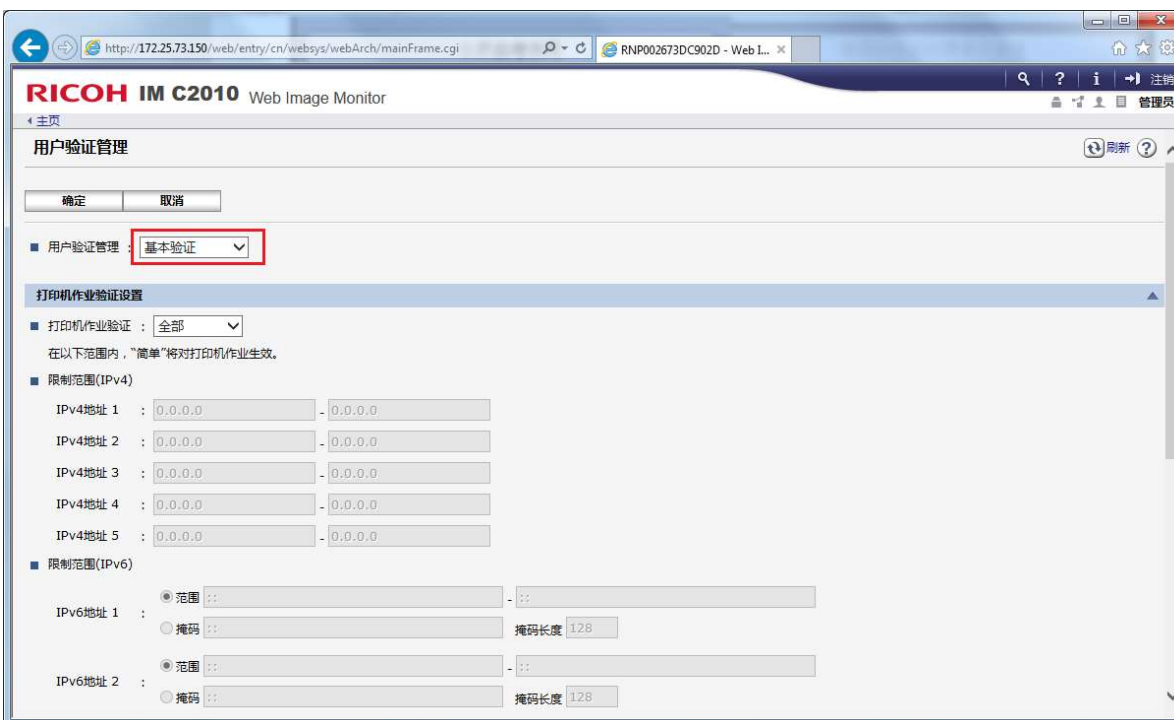 http://172.25.73.150/web/entry/cn/websys/webArch/mainFrame.cgi
RNP002673DC902D - Web I...
RICOH IM C2010 Web Image Monitor
注销
管理员
主页
用户验证管理
刷新
确定 取消
用户验证管理 : 基本验证
打印机作业验证设置
打印机作业验证 : 全部
在以下范围内，“简单”将对打印机作业生效。
限制范围(IPv4)
IPv4地址 1 : 0.0.0.0 - 0.0.0.0
IPv4地址 2 : 0.0.0.0 - 0.0.0.0
IPv4地址 3 : 0.0.0.0 - 0.0.0.0
IPv4地址 4 : 0.0.0.0 - 0.0.0.0
IPv4地址 5 : 0.0.0.0 - 0.0.0.0
限制范围(IPv6)
IPv6地址 1 :
范围 :: - ::
掩码 :: 掩码长度 128
IPv6地址 2 :
范围 :: - ::
掩码 :: 掩码长度 128